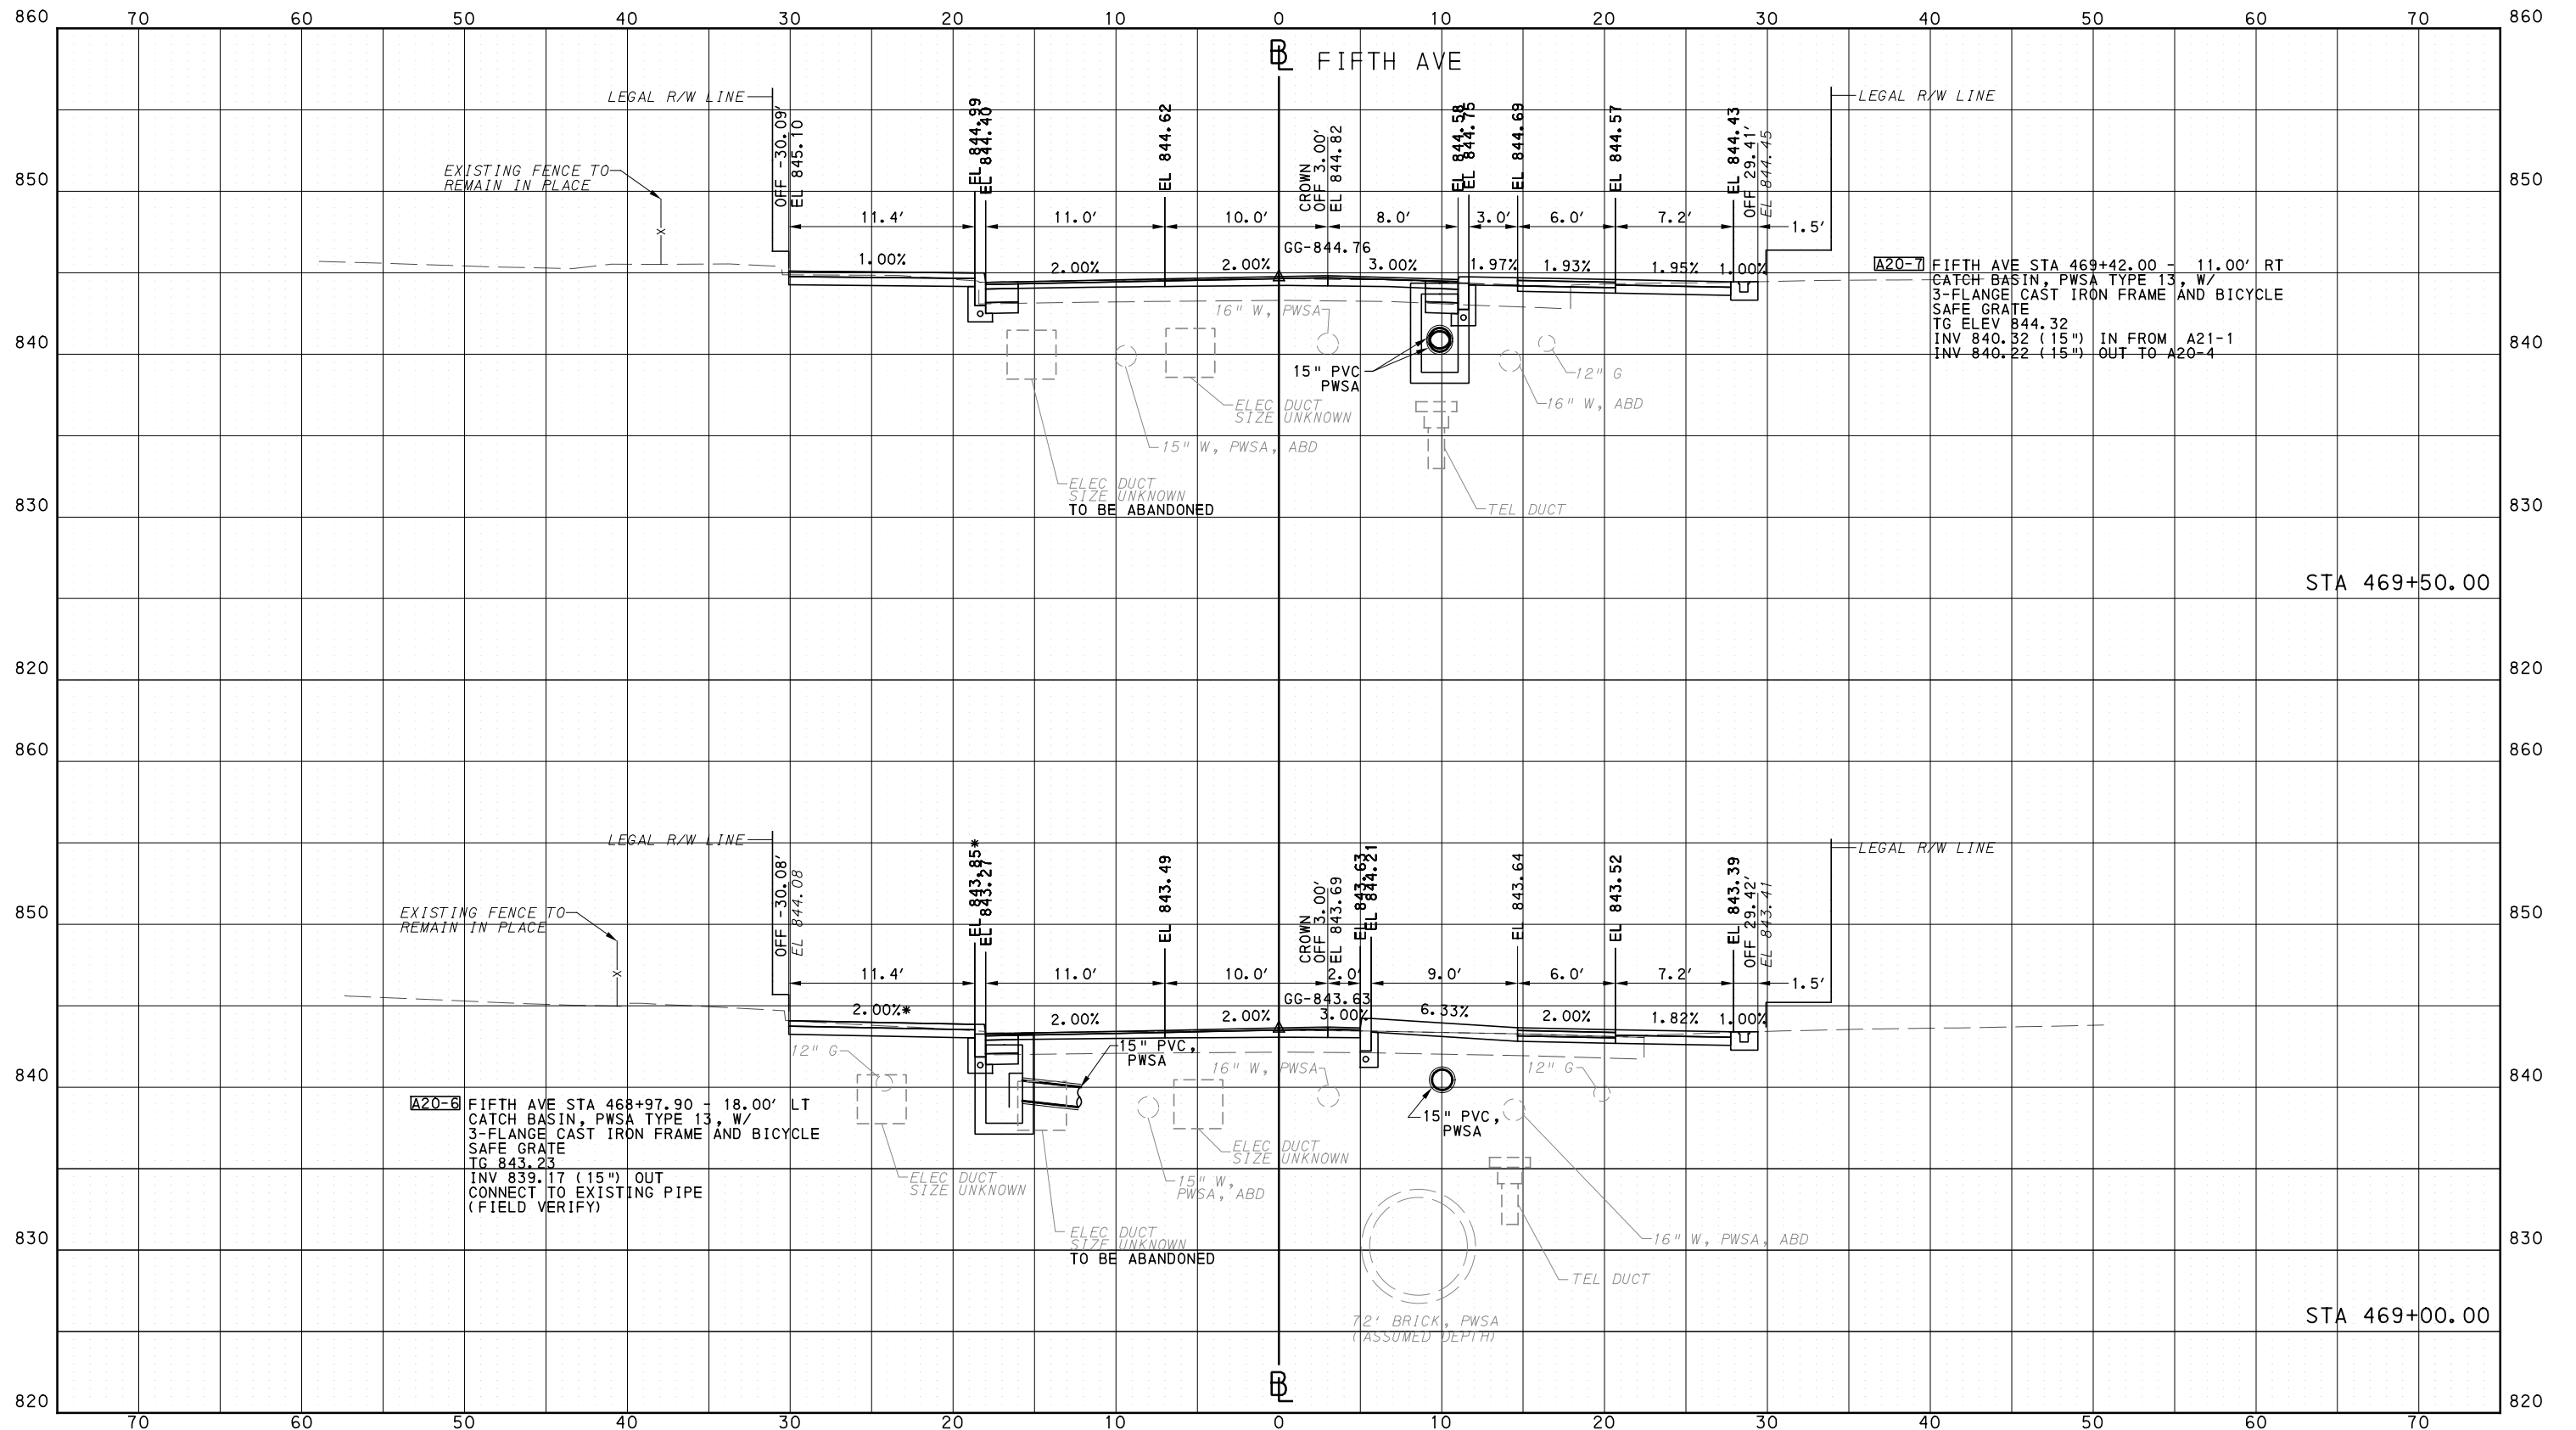 860 70 60 50 40 30 20 10 0 10 20 30 40 50 60 70 860
BL FIFTH AVE
LEGAL R/W LINE
LEGAL R/W LINE
OFF -30.09'
EL 845.10
EL 844.99
EL 844.40
EL 844.62
CROWN
OFF 3.00'
EL 844.82
EL 844.58
EL 844.75
EL 844.69
EL 844.57
EL 844.43
OFF 29.41'
EL 844.45
EXISTING FENCE TO
REMAIN IN PLACE
X
850 850
11.4' 11.0' 10.0' 8.0' 3.0' 6.0' 7.2' 1.5'
GG-844.76
1.00% 2.00% 2.00% 3.00% 1.97% 1.93% 1.95% 1.00%
A20-7 FIFTH AVE STA 469+42.00 - 11.00' RT
CATCH BASIN, PWSA TYPE 13, W/
3-FLANGE CAST IRON FRAME AND BICYCLE
SAFE GRATE
TG ELEV 844.32
INV 840.32 (15") IN FROM A21-1
INV 840.22 (15") OUT TO A20-4
16" W, PWSA
840 840
15" PVC
PWSA
12" G
16" W, ABD
ELEC DUCT
SIZE UNKNOWN
15" W, PWSA, ABD
ELEC DUCT
SIZE UNKNOWN
TO BE ABANDONED
TEL DUCT
830 830
STA 469+50.00
820 820
860 860
LEGAL R/W LINE
LEGAL R/W LINE
OFF -30.08'
EL 844.08
EL 843.85*
EL 843.27
EL 843.49
CROWN
OFF 3.00'
EL 843.69
EL 843.63
EL 844.21
EL 843.64
EL 843.52
EL 843.39
OFF 29.42'
EL 843.41
EXISTING FENCE TO
REMAIN IN PLACE
X
850 850
11.4' 11.0' 10.0' 2.0' 9.0' 6.0' 7.2' 1.5'
GG-843.63
2.00%* 2.00% 2.00% 3.00% 6.33% 2.00% 1.82% 1.00%
12" G
15" PVC,
PWSA
16" W, PWSA
12" G
840 840
A20-6 FIFTH AVE STA 468+97.90 - 18.00' LT
CATCH BASIN, PWSA TYPE 13, W/
3-FLANGE CAST IRON FRAME AND BICYCLE
SAFE GRATE
TG 843.23
INV 839.17 (15") OUT
CONNECT TO EXISTING PIPE
(FIELD VERIFY)
15" PVC,
PWSA
ELEC DUCT
SIZE UNKNOWN
ELEC DUCT
SIZE UNKNOWN
15" W,
PWSA, ABD
ELEC DUCT
SIZE UNKNOWN
TO BE ABANDONED
16" W, PWSA, ABD
830 830
TEL DUCT
72' BRICK, PWSA
(ASSUMED DEPTH)
STA 469+00.00
BL
820 820
70 60 50 40 30 20 10 0 10 20 30 40 50 60 70